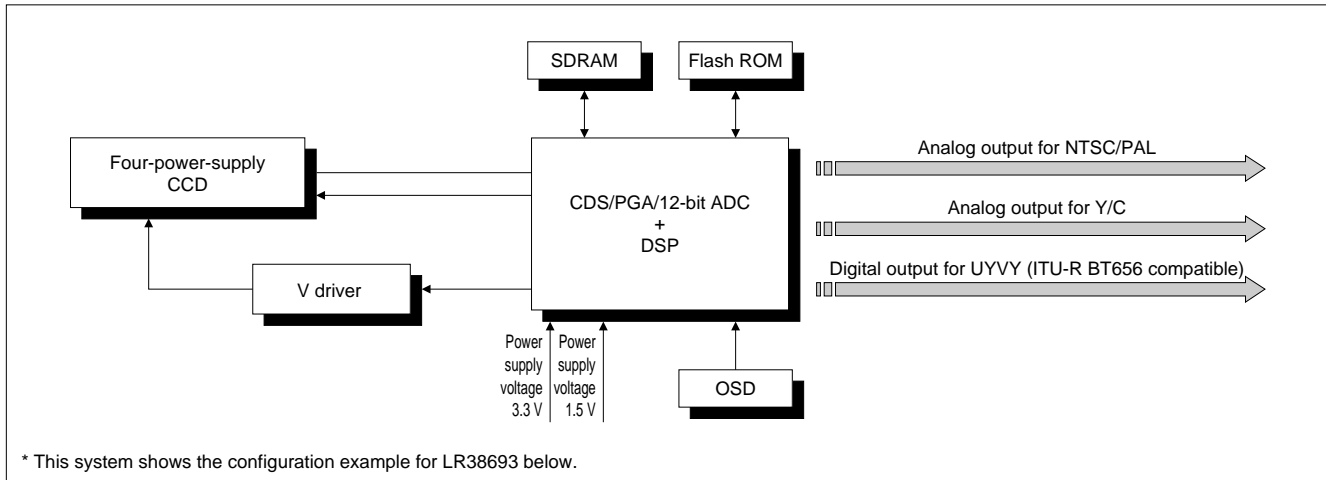 SDRAM
Flash ROM
Four-power-supply
CCD
CDS/PGA/12-bit ADC
+
DSP
V driver
Analog output for NTSC/PAL
Analog output for Y/C
Digital output for UYVY (ITU-R BT656 compatible)
Power
supply
voltage
3.3 V
Power
supply
voltage
1.5 V
OSD
* This system shows the configuration example for LR38693 below.